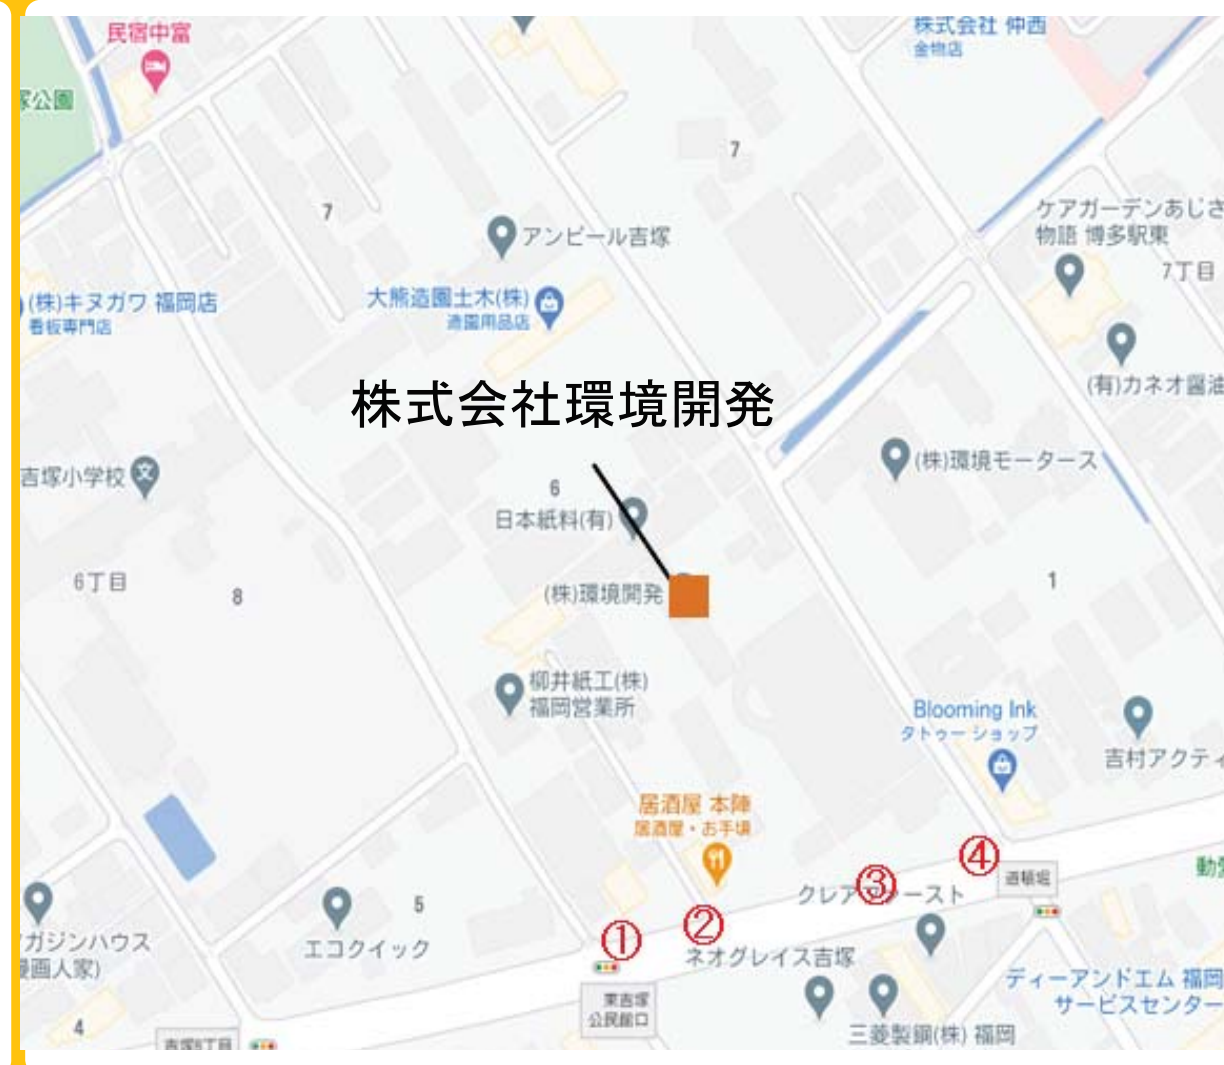 民宿中富
株式会社 仲西
金物店
家公園
7
7
ケアガーデンあじさ
物語 博多駅東
アンピール吉塚
7丁目
(株)キヌガワ 福岡店
看板専門店
大熊造園土木(株)
造園用品店
(有)カネオ醤油
株式会社環境開発
吉塚小学校
文
6
日本紙料(有)
(株)環境モータース
6丁目
8
(株)環境開発
1
柳井紙工(株)
福岡営業所
Blooming Ink
タトゥー ショップ
吉村アクティ
居酒屋 本陣
居酒屋・お手頃
④
道頓堀
③
クレア
ースト
5
エコクイック
①
②
ネオグレイス吉塚
ガジンハウス
漫画人家)
ディーアンドエム 福岡
サービスセンター
東吉塚
公民館口
三菱製鋼(株) 福岡
4
吉塚6丁目